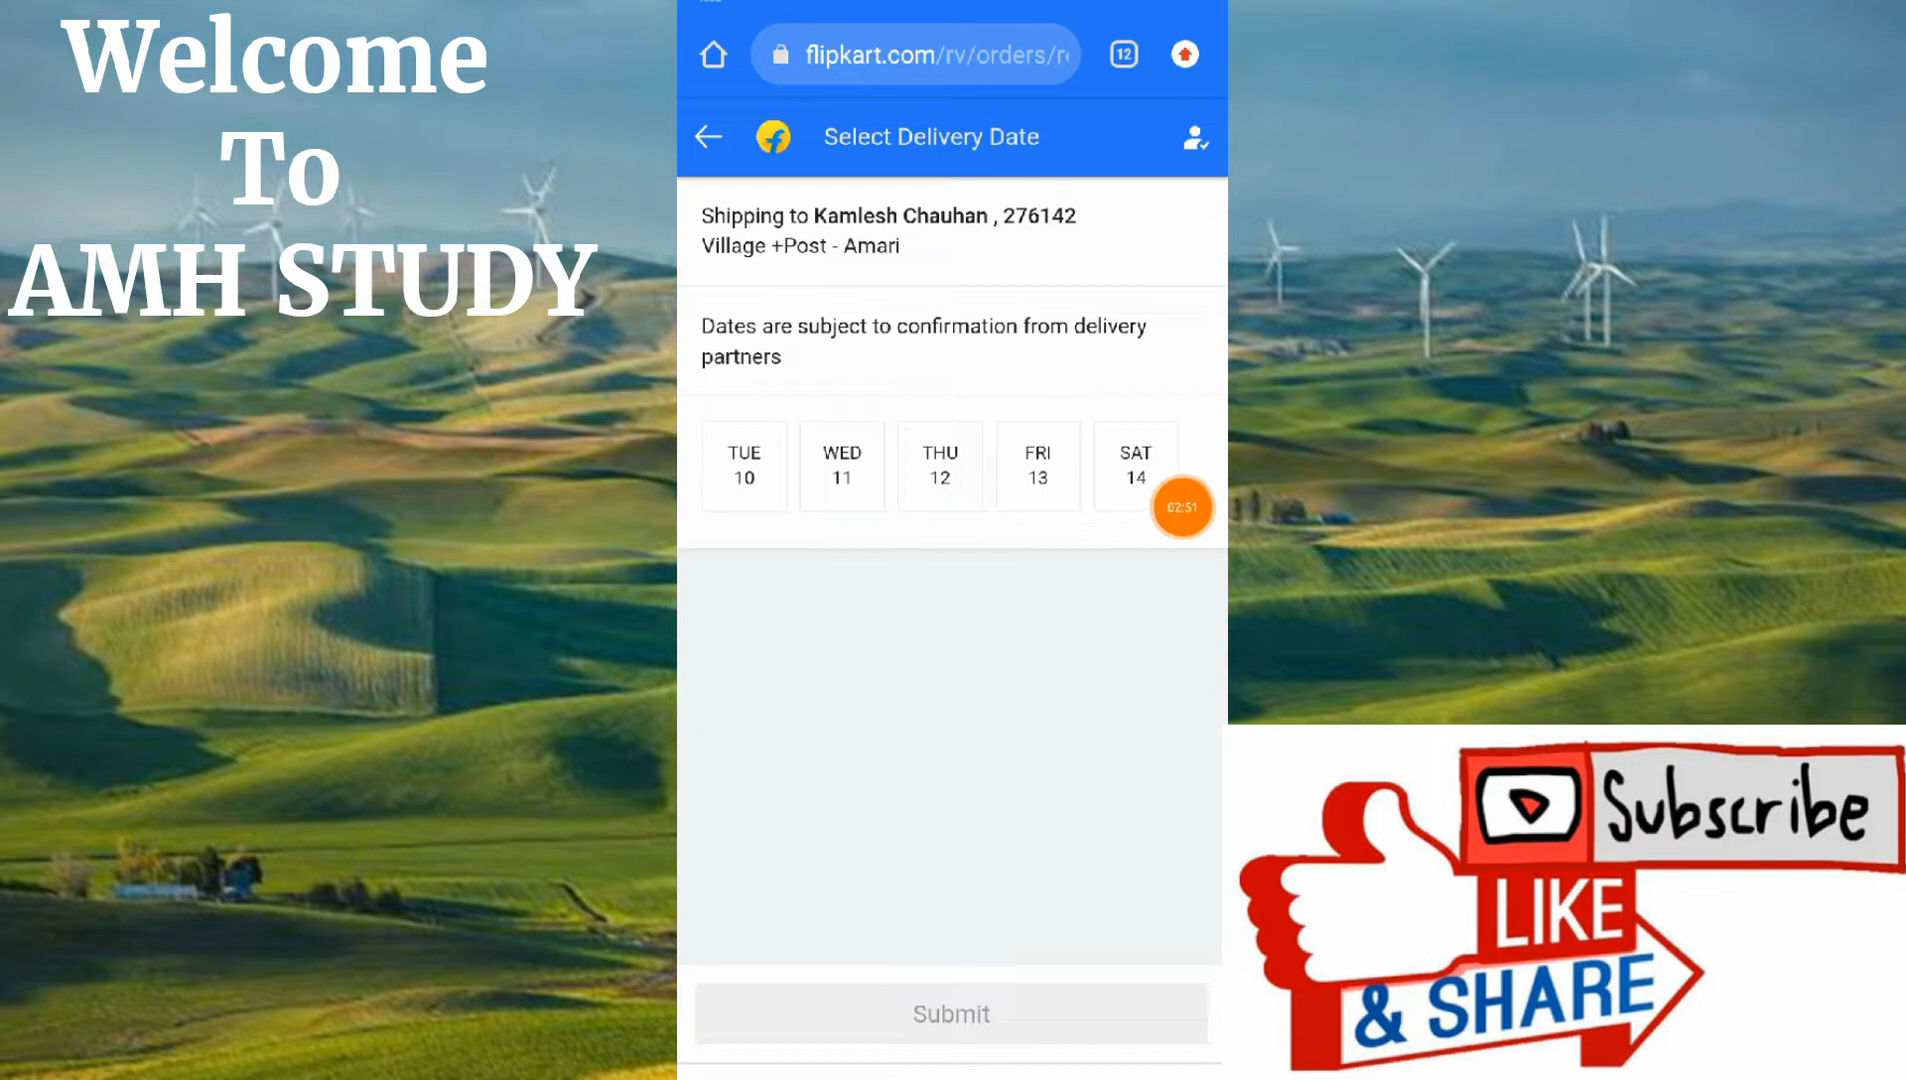 Welcome
To
AMH STUDY
flipkart.com/rv/orders/r
12
Select Delivery Date
Shipping to Kamlesh Chauhan , 276142
Village +Post - Amari
Dates are subject to confirmation from delivery
partners
TUE WED THU FRI SAT
10 11 12 13 14
02:51
Submit
Subscribe
LIKE
& SHARE